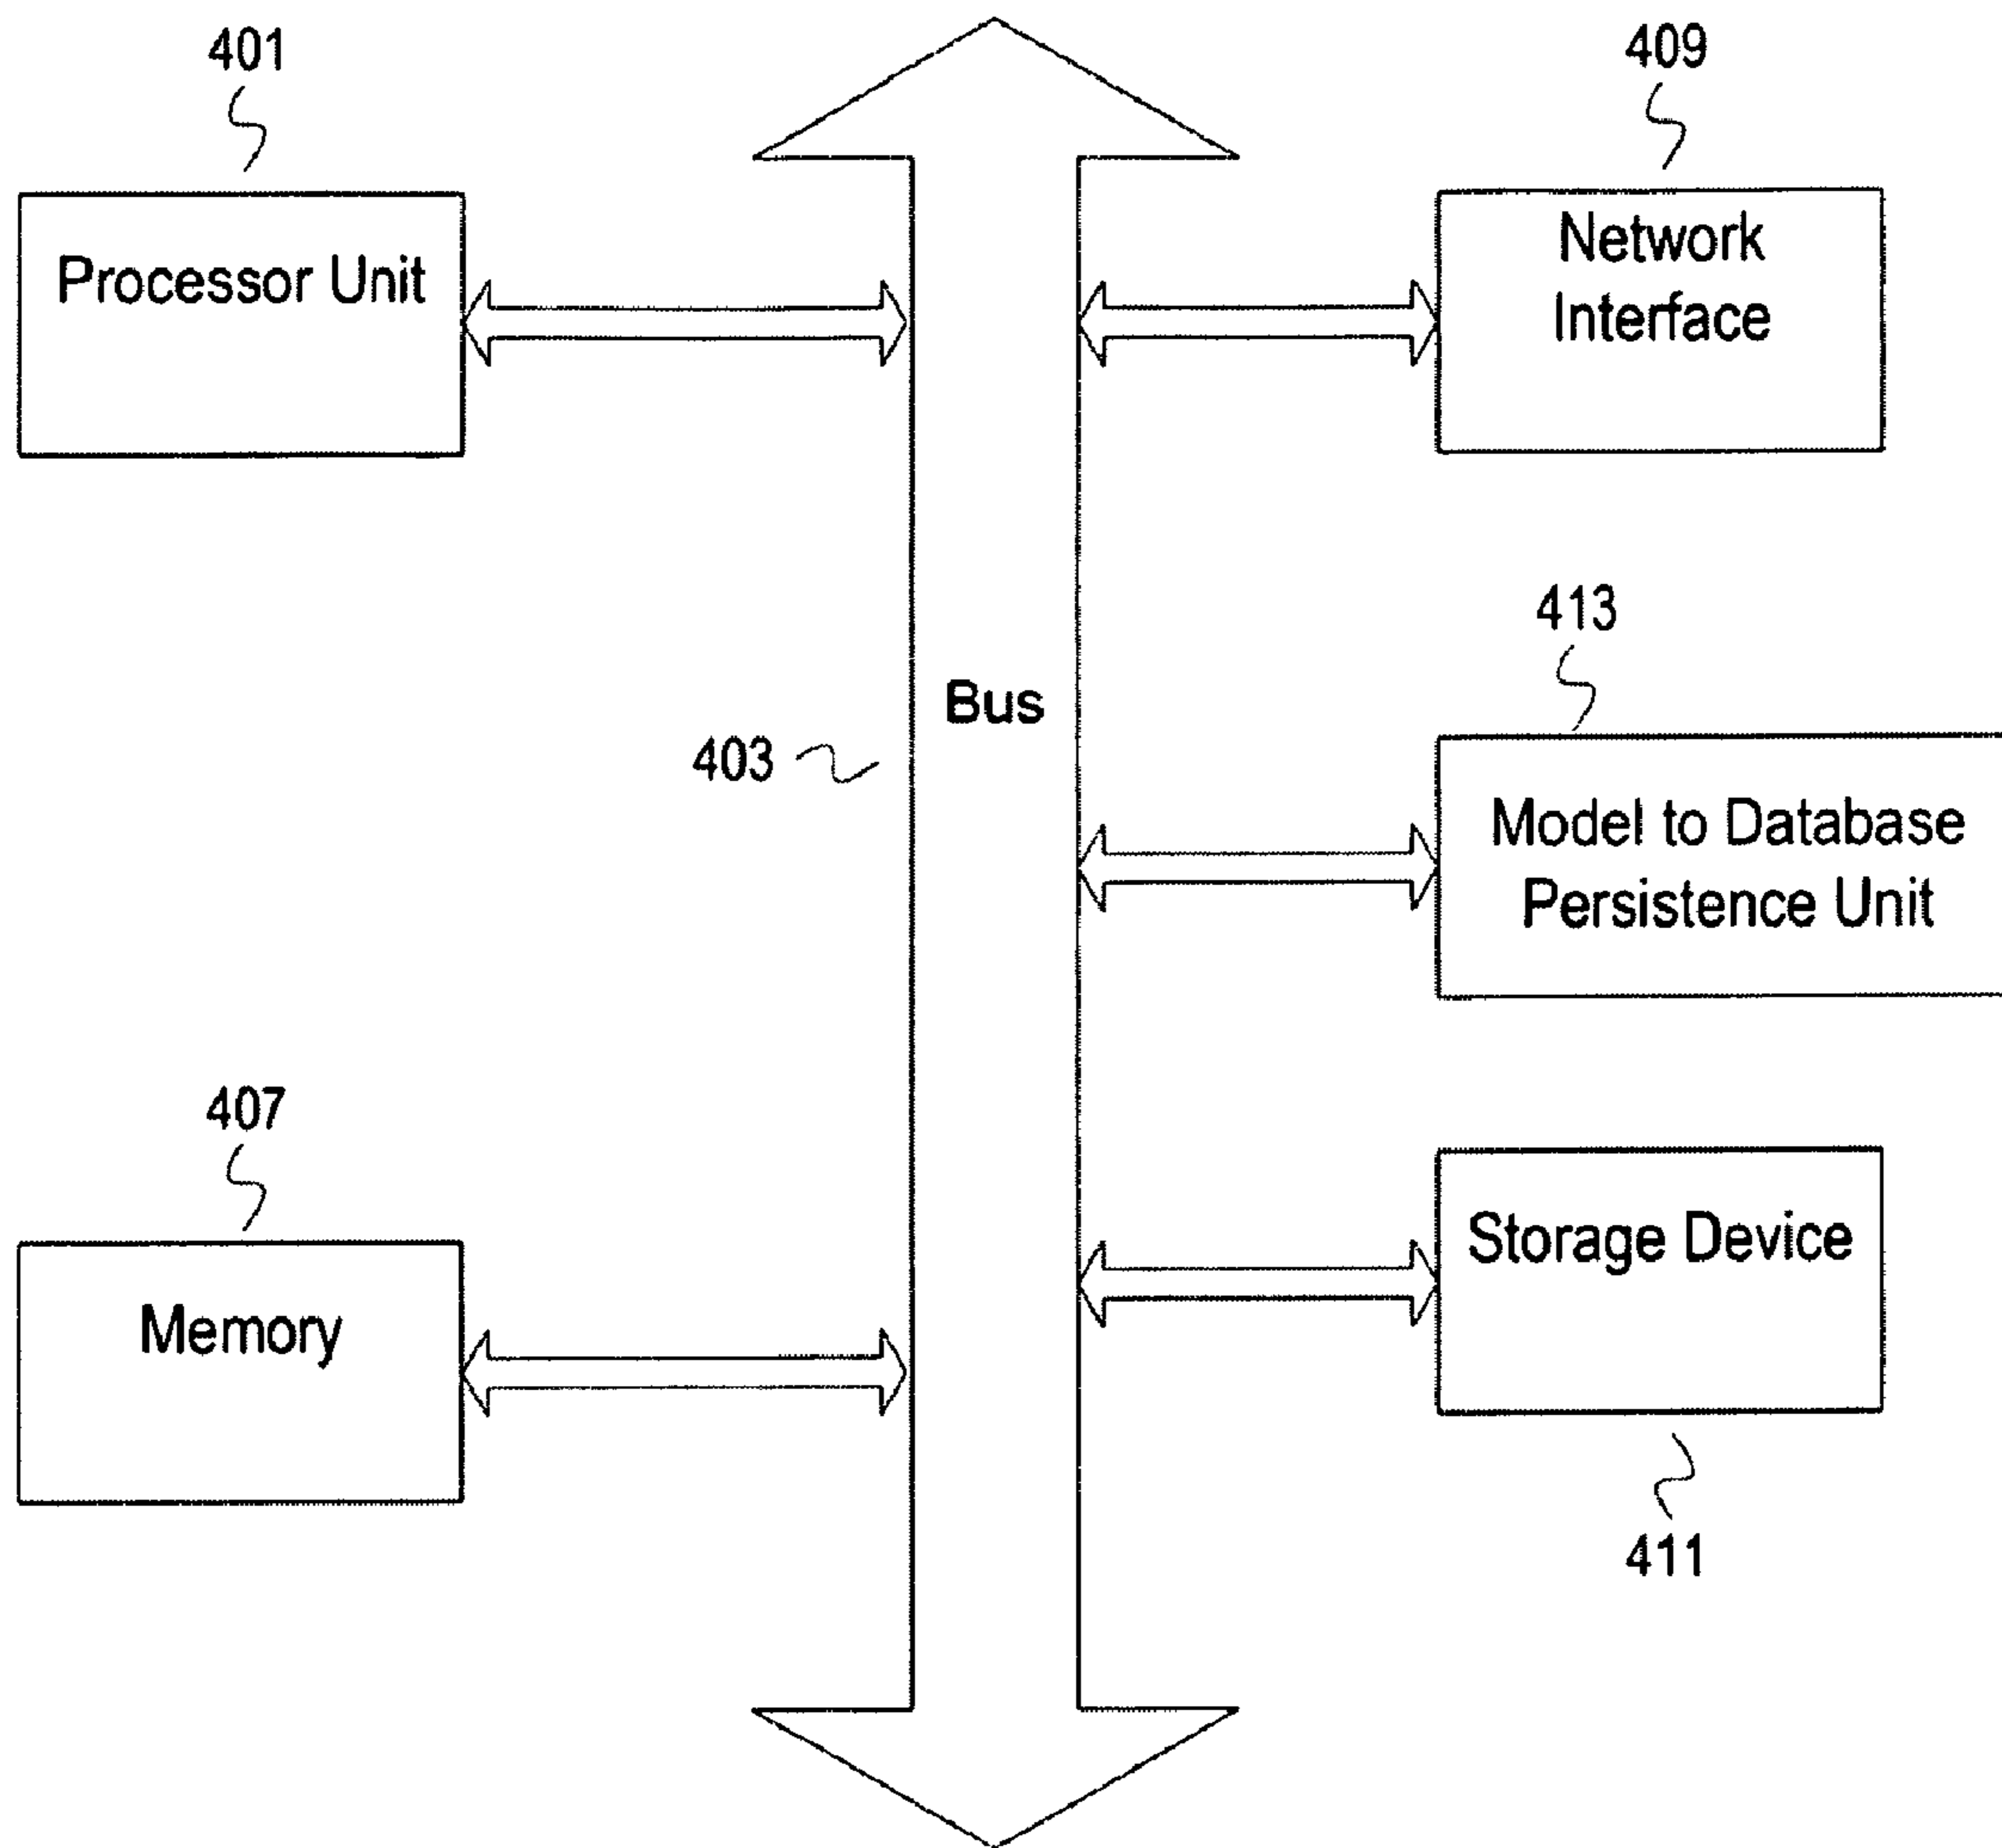 401
Processor Unit
409
Network
Interface
Bus
403
413
Model to Database
Persistence Unit
407
Memory
Storage Device
411